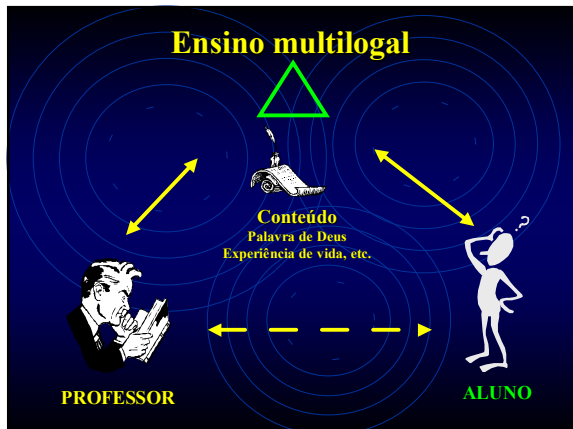 Ensino multilogal
Conteúdo
Palavra de Deus
Experiência de vida, etc.
?
PROFESSOR
ALUNO